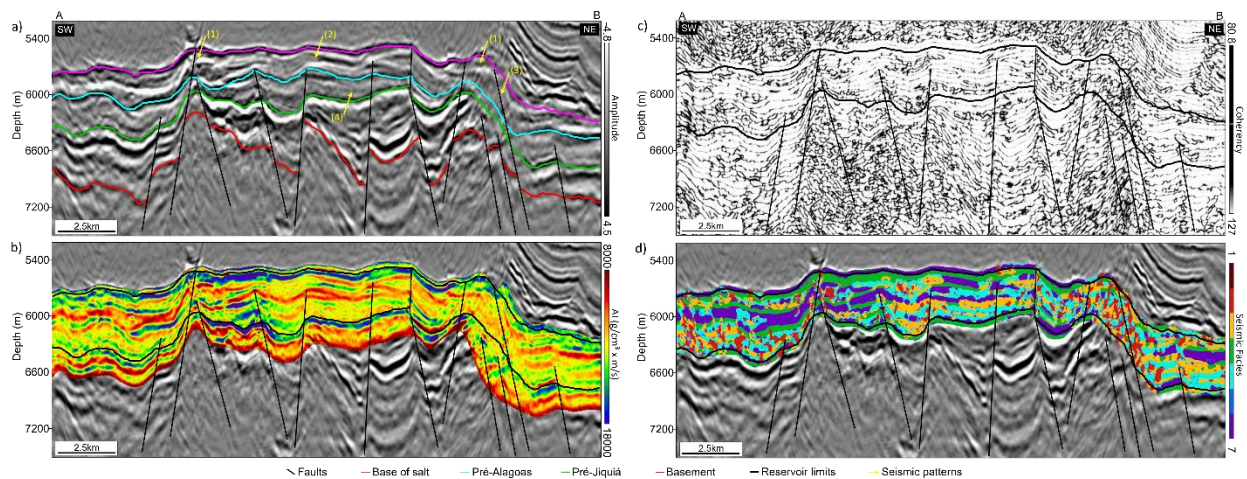 A B
a) SW NE
(1) (2) (1) (3) (4)
5400
6000
6600
7200
Depth (m)
2.5km
-4.8
Amplitude
4.5
A B
c) SW NE
5400
6000
6600
7200
Depth (m)
2.5km
80.8
Coherency
127
b)
5400
6000
6600
7200
Depth (m)
2.5km
8000
AI (g/cm³ x m/s)
18000
d)
5400
6000
6600
7200
Depth (m)
2.5km
1
Seismic Facies
7
Faults Base of salt Pré-Alagoas Pré-Jiquiá Basement Reservoir limits Seismic patterns